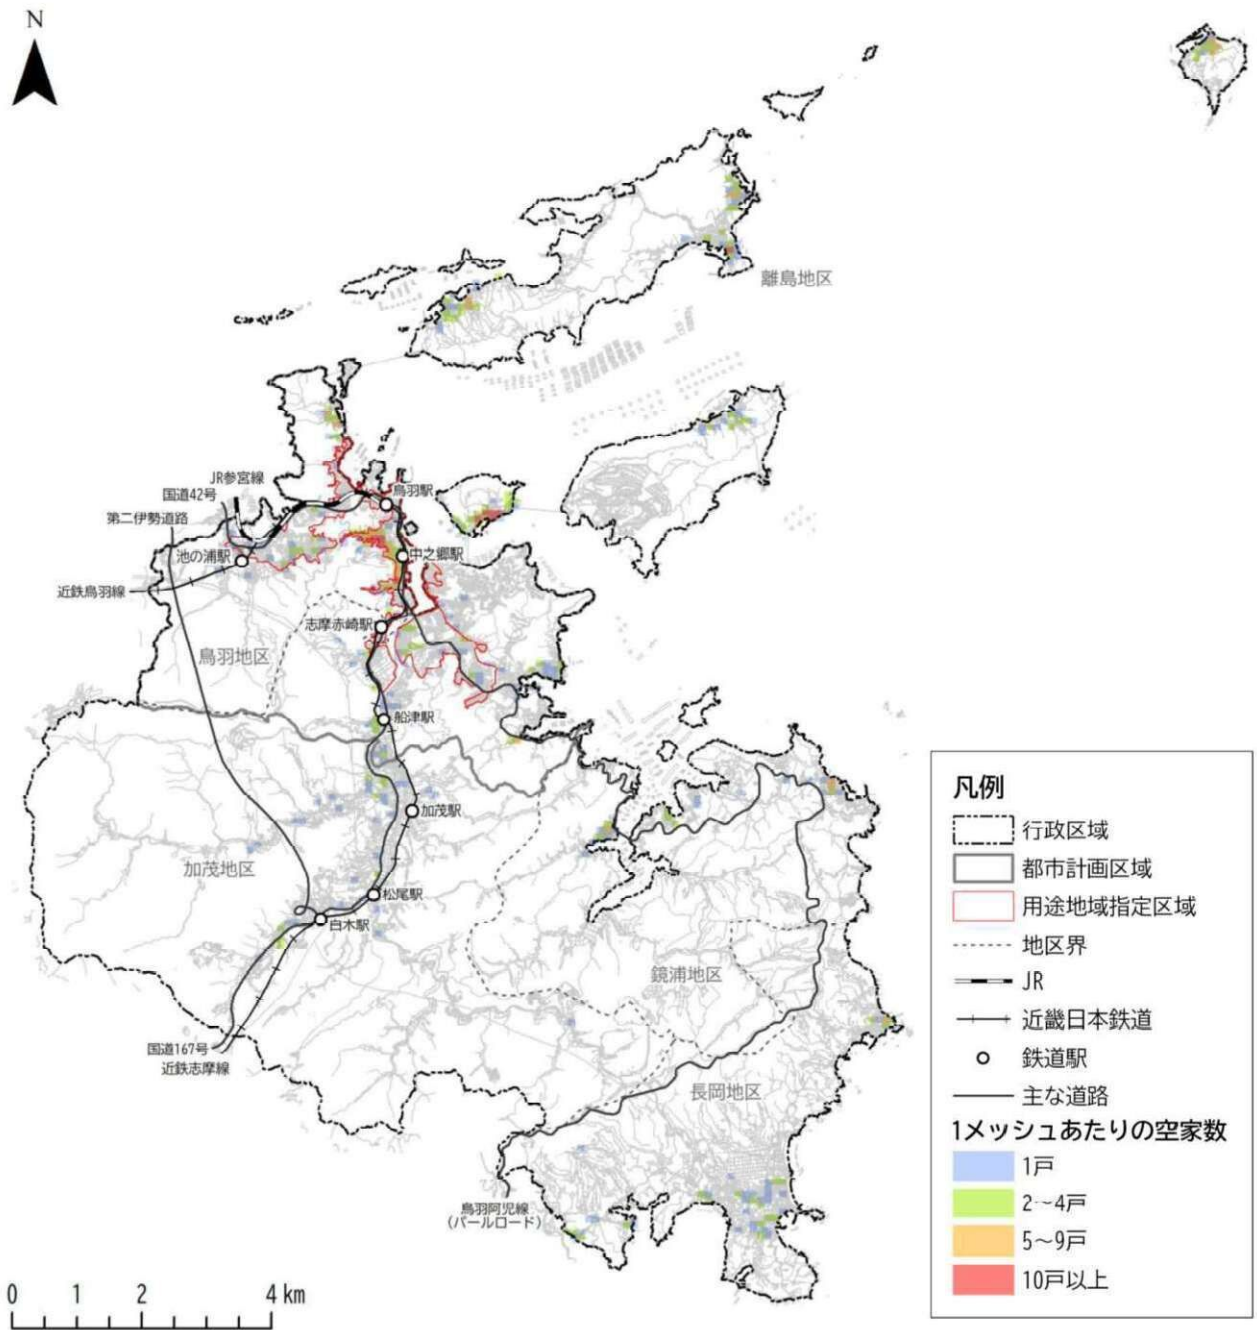 N
離島地区
JR参宮線
国道42号
鳥羽駅
第二伊勢道路
池の浦駅
中之郷駅
近鉄鳥羽線
志摩赤崎駅
鳥羽地区
船津駅
加茂駅
加茂地区
松尾駅
白木駅
鏡浦地区
国道167号
近鉄志摩線
長岡地区
鳥羽阿児線
(パールロード)
凡例
行政区域
都市計画区域
用途地域指定区域
地区界
JR
近畿日本鉄道
鉄道駅
主な道路
1メッシュあたりの空家数
1戸
2~4戸
5~9戸
10戸以上
0 1 2 4 km